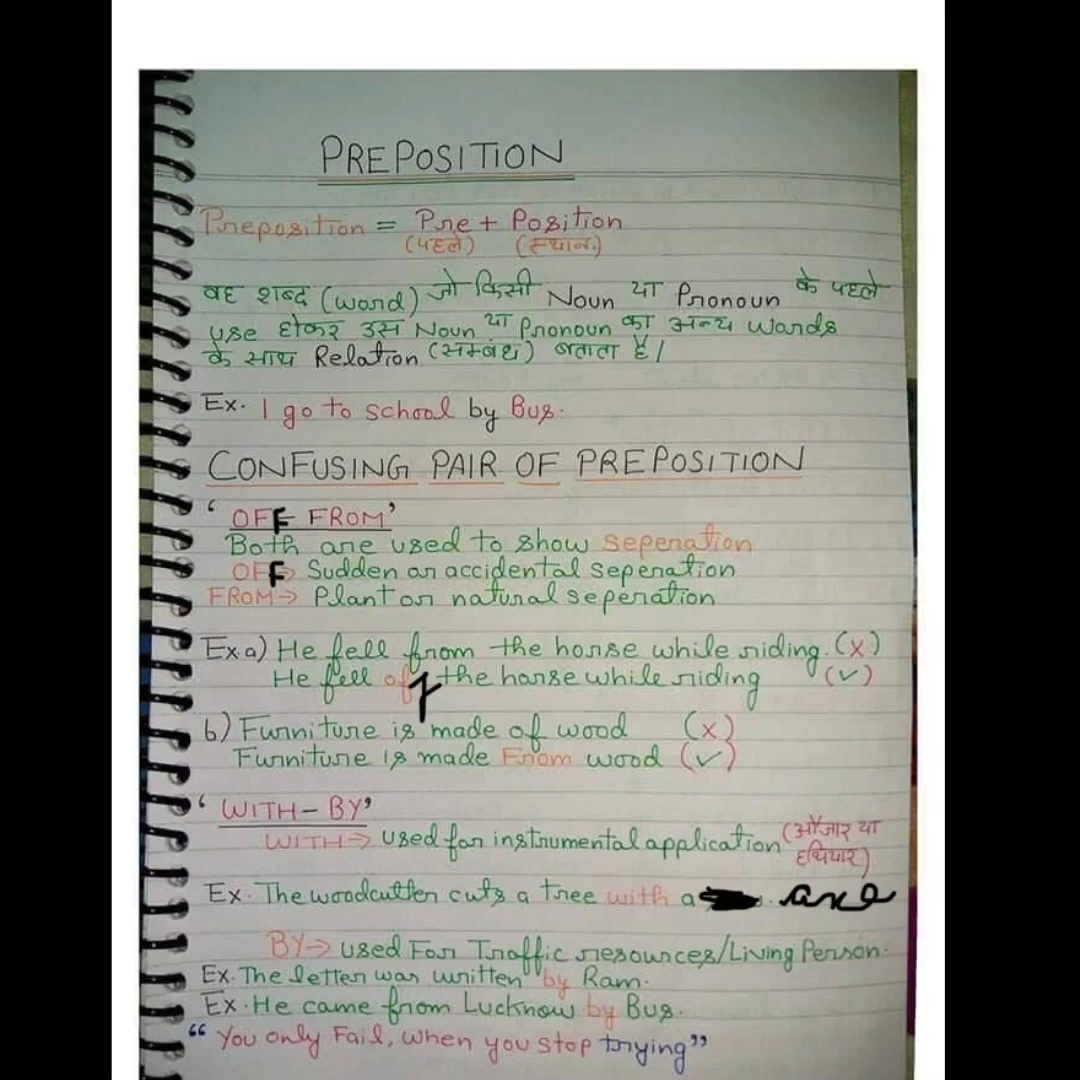 PREPOSITION
Preposition = Pre + Position
(पहले) (स्थान)
वह शब्द (word) जो किसी Noun या Pronoun के पहले
use होकर उस Noun या Pronoun का अन्य words
के साथ Relation (सम्बंध) बताता है।
Ex. I go to school by Bus.
CONFUSING PAIR OF PREPOSITION
'OFF FROM'
Both are used to show seperation
OFF→ Sudden or accidental seperation
FROM→ Plant or natural seperation
Ex a) He fell from the horse while riding. (x)
He fell off the horse while riding (✓)
b) Furniture is made of wood (x)
Furniture is made From wood (✓)
'WITH - BY'
WITH→ used for instrumental application (औजार या
हथियार)
Ex. The woodcutter cuts a tree with a axe
BY→ used For Traffic resources/Living Person.
Ex. The letter was written by Ram.
Ex. He came from Lucknow by Bus.
"You only Fail, when you stop trying"